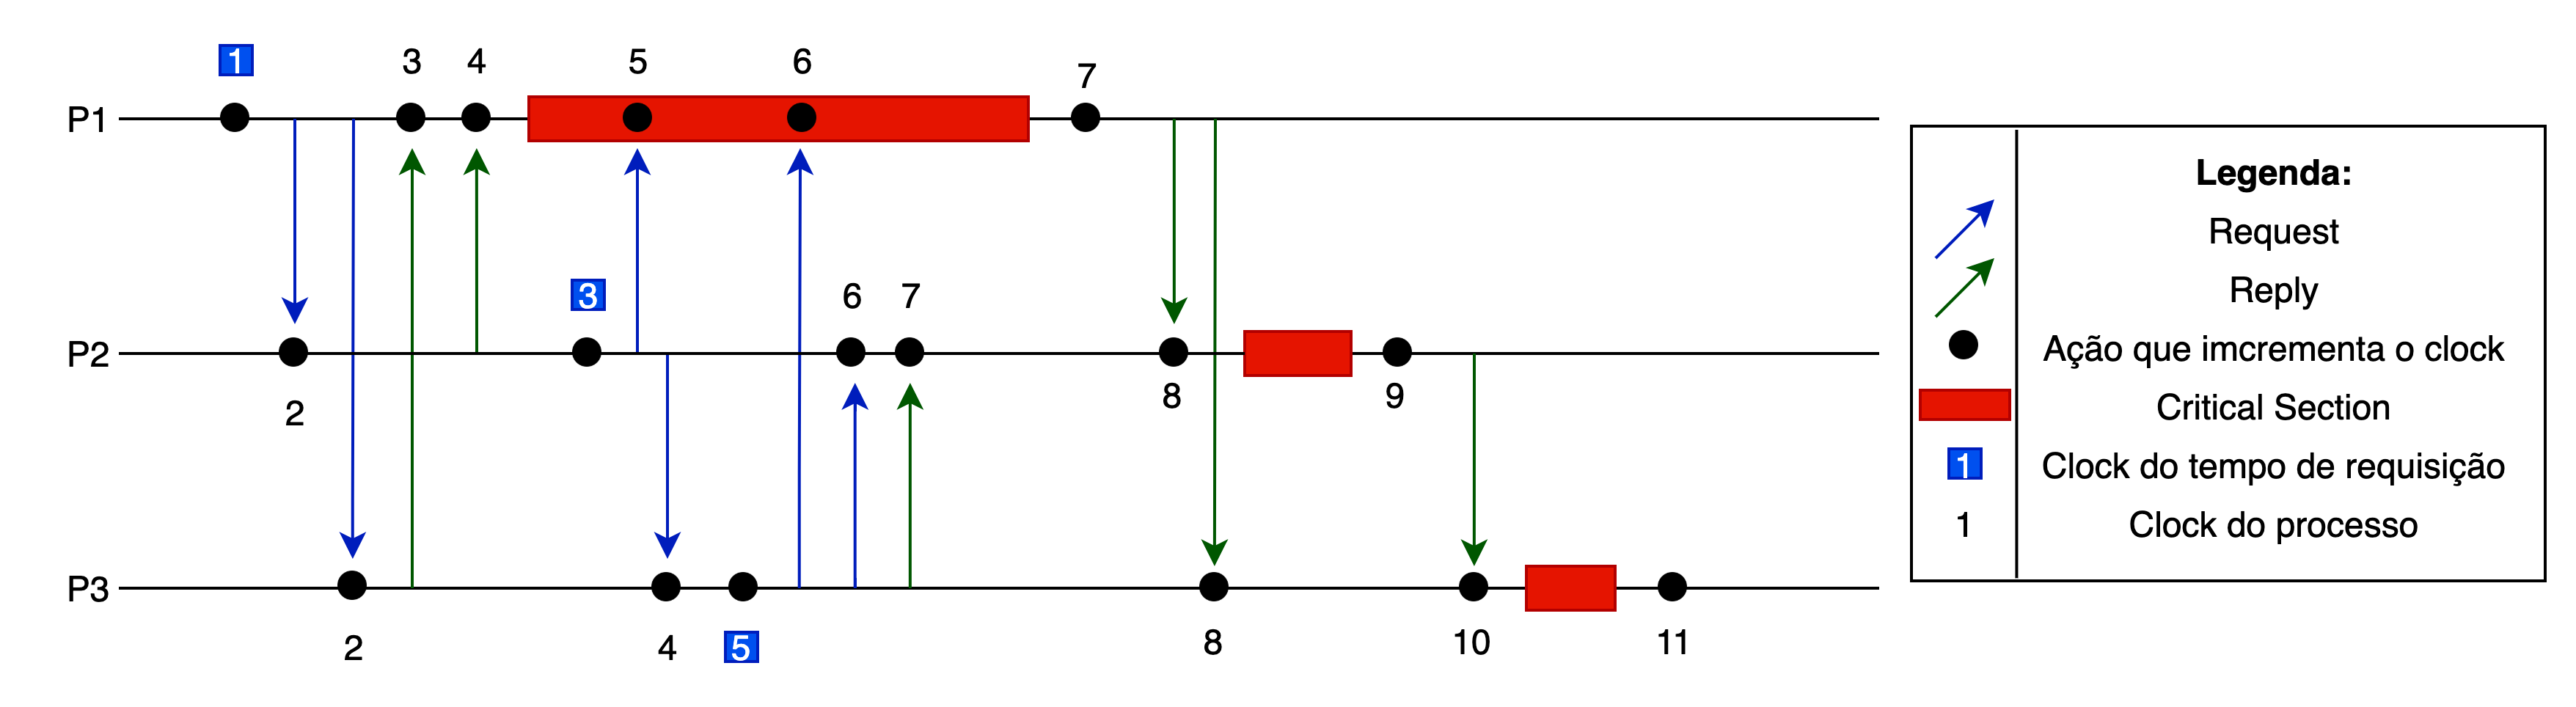 1 3 4 5 6 7
P1
3 6 7
P2
2 8 9
P3
2 4 5 8 10 11
Legenda:
Request
Reply
Ação que imcrementa o clock
Critical Section
1 Clock do tempo de requisição
1 Clock do processo